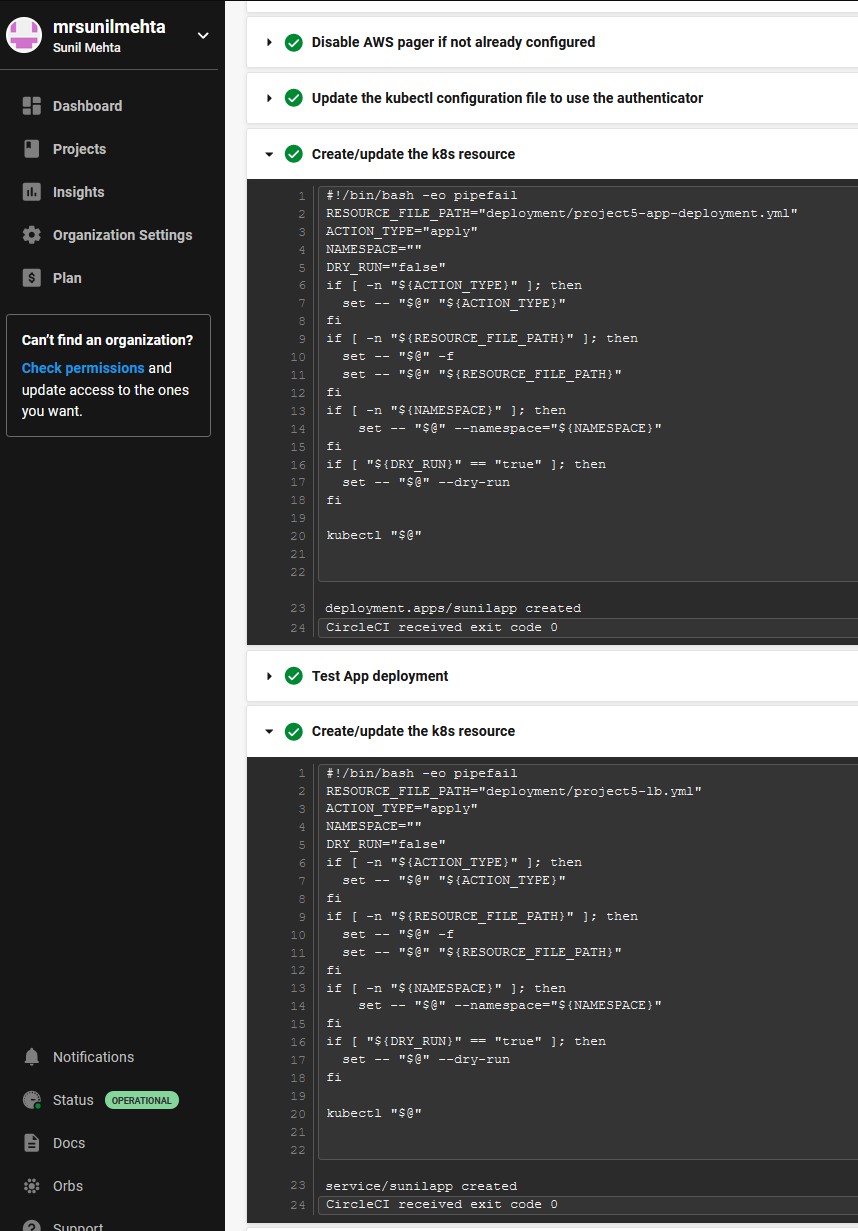 mrsunilmehta
Sunil Mehta
Dashboard
Projects
Insights
Organization Settings
Plan
Can't find an organization?
Check permissions and
update access to the ones
you want.
Notifications
Status OPERATIONAL
Docs
Orbs
Support
Disable AWS pager if not already configured
Update the kubectl configuration file to use the authenticator
Create/update the k8s resource
1 #!/bin/bash -eo pipefail
2 RESOURCE_FILE_PATH="deployment/project5-app-deployment.yml"
3 ACTION_TYPE="apply"
4 NAMESPACE=""
5 DRY_RUN="false"
6 if [ -n "${ACTION_TYPE}" ]; then
7   set -- "$@" "${ACTION_TYPE}"
8 fi
9 if [ -n "${RESOURCE_FILE_PATH}" ]; then
10   set -- "$@" -f
11   set -- "$@" "${RESOURCE_FILE_PATH}"
12 fi
13 if [ -n "${NAMESPACE}" ]; then
14     set -- "$@" --namespace="${NAMESPACE}"
15 fi
16 if [ "${DRY_RUN}" == "true" ]; then
17   set -- "$@" --dry-run
18 fi
19
20 kubectl "$@"
21
22
23 deployment.apps/sunilapp created
24 CircleCI received exit code 0
Test App deployment
Create/update the k8s resource
1 #!/bin/bash -eo pipefail
2 RESOURCE_FILE_PATH="deployment/project5-lb.yml"
3 ACTION_TYPE="apply"
4 NAMESPACE=""
5 DRY_RUN="false"
6 if [ -n "${ACTION_TYPE}" ]; then
7   set -- "$@" "${ACTION_TYPE}"
8 fi
9 if [ -n "${RESOURCE_FILE_PATH}" ]; then
10   set -- "$@" -f
11   set -- "$@" "${RESOURCE_FILE_PATH}"
12 fi
13 if [ -n "${NAMESPACE}" ]; then
14     set -- "$@" --namespace="${NAMESPACE}"
15 fi
16 if [ "${DRY_RUN}" == "true" ]; then
17   set -- "$@" --dry-run
18 fi
19
20 kubectl "$@"
21
22
23 service/sunilapp created
24 CircleCI received exit code 0